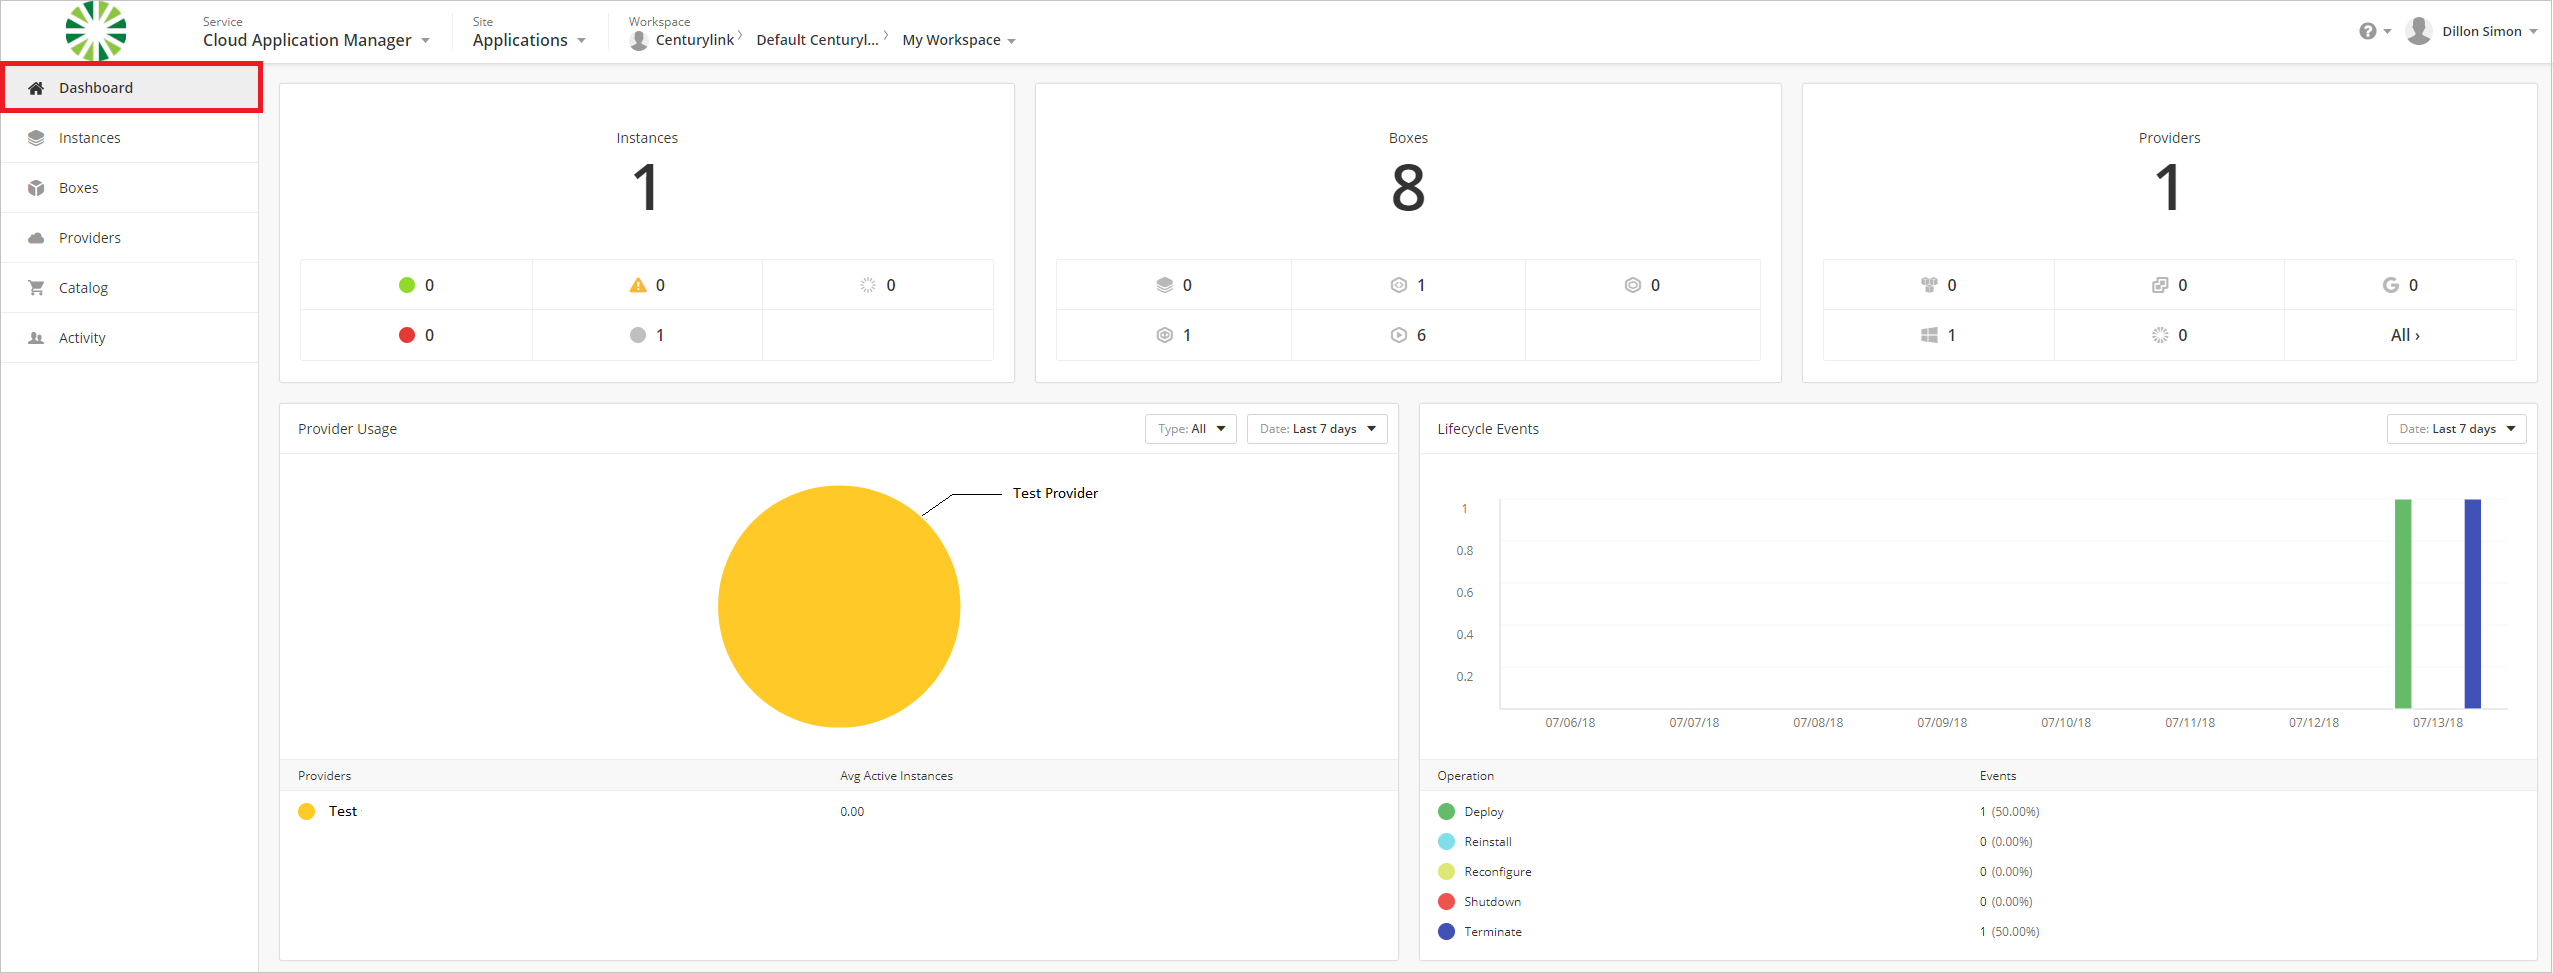 Service
Cloud Application Manager
Site
Applications
Workspace
Centurylink
Default Centuryl...
My Workspace
Dillon Simon
Dashboard
Instances
Boxes
Providers
Catalog
Activity
Instances
1
0
0
0
0
1
Boxes
8
0
1
0
1
6
Providers
1
0
0
0
1
0
All ›
Provider Usage
Type: All
Date: Last 7 days
Test Provider
Providers Avg Active Instances
Test 0.00
Lifecycle Events
Date: Last 7 days
1
0.8
0.6
0.4
0.2
07/06/18 07/07/18 07/08/18 07/09/18 07/10/18 07/11/18 07/12/18 07/13/18
Operation Events
Deploy 1 (50.00%)
Reinstall 0 (0.00%)
Reconfigure 0 (0.00%)
Shutdown 0 (0.00%)
Terminate 1 (50.00%)